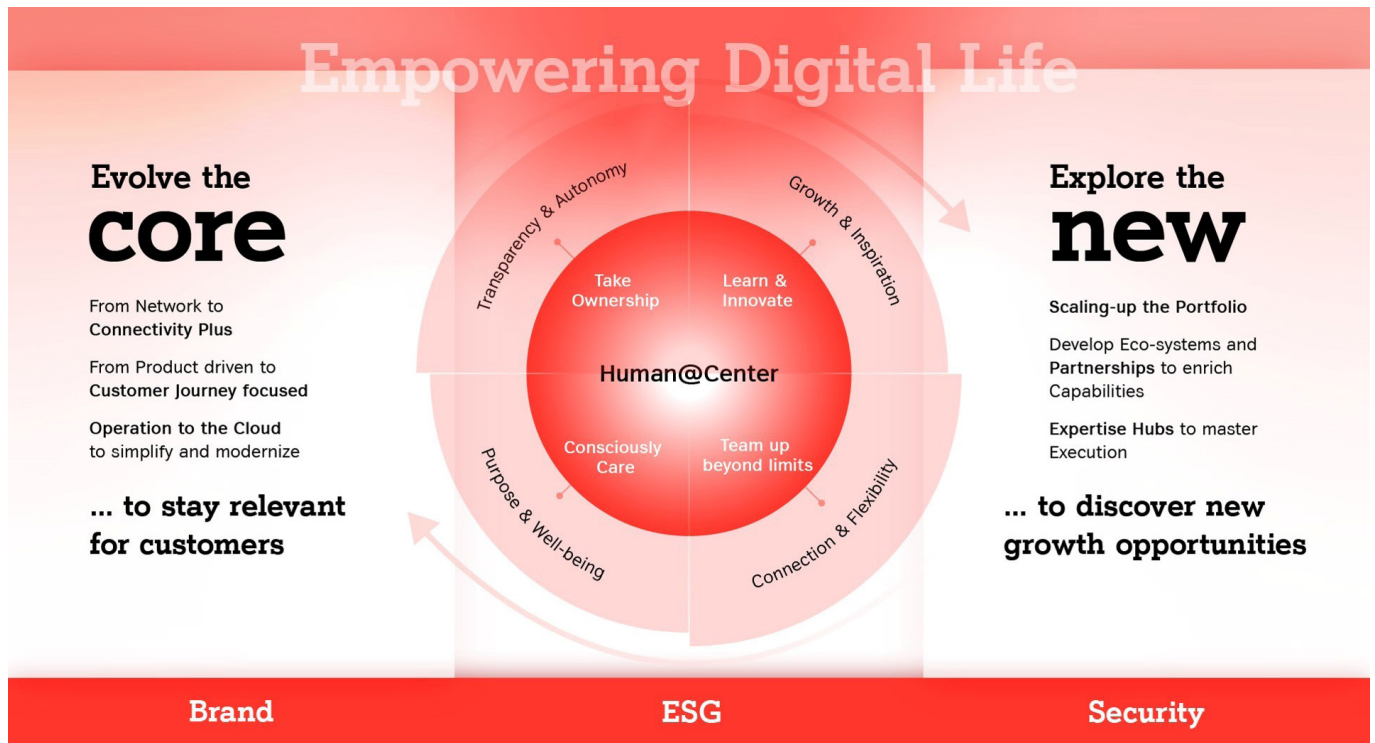 Empowering Digital Life
Evolve the
core
From Network to
Connectivity Plus
From Product driven to
Customer Journey focused
Operation to the Cloud
to simplify and modernize
... to stay relevant
for customers
Transparency & Autonomy
Growth & Inspiration
Take
Ownership
Learn &
Innovate
Human@Center
Consciously
Care
Team up
beyond limits
Purpose & Well-being
Connection & Flexibility
Explore the
new
Scaling-up the Portfolio
Develop Eco-systems and
Partnerships to enrich
Capabilities
Expertise Hubs to master
Execution
... to discover new
growth opportunities
Brand
ESG
Security